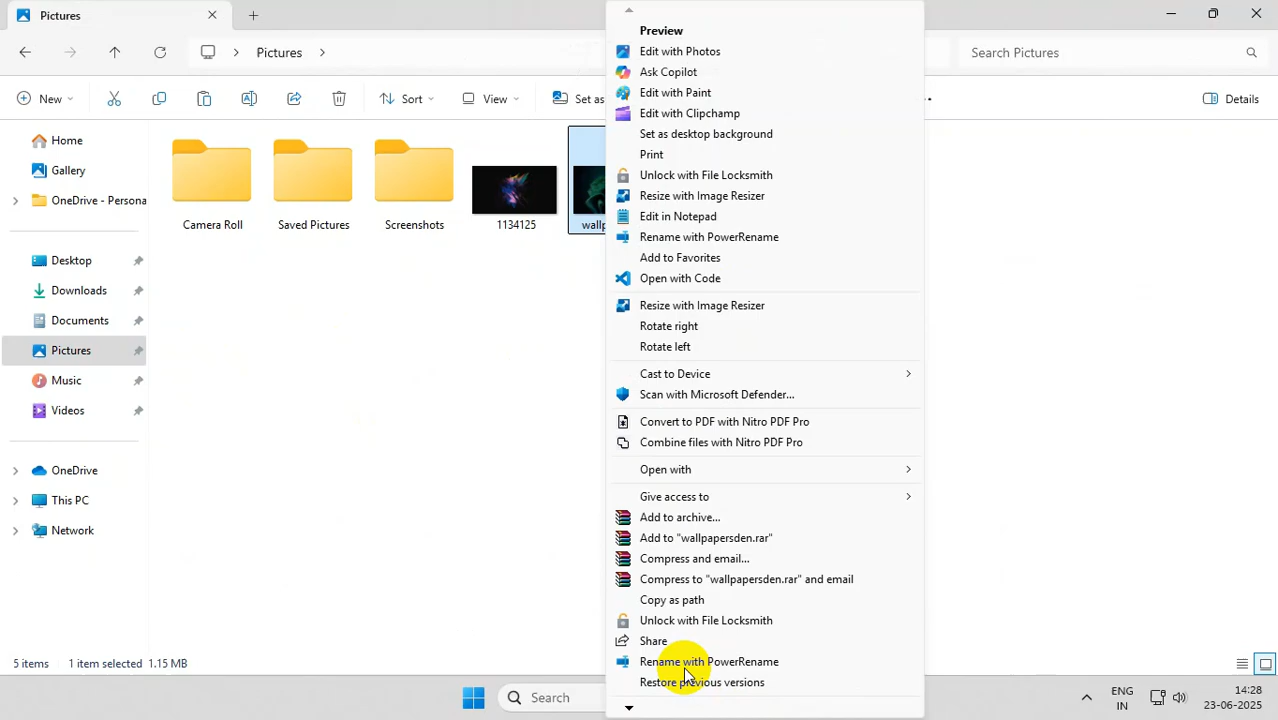 Pictures
Pictures
Search Pictures
New
Sort
View
Set as
Details
Home
Gallery
OneDrive - Persona
Desktop
Downloads
Documents
Pictures
Music
Videos
OneDrive
This PC
Network
Camera Roll
Saved Pictures
Screenshots
1134125
wallp
Preview
Edit with Photos
Ask Copilot
Edit with Paint
Edit with Clipchamp
Set as desktop background
Print
Unlock with File Locksmith
Resize with Image Resizer
Edit in Notepad
Rename with PowerRename
Add to Favorites
Open with Code
Resize with Image Resizer
Rotate right
Rotate left
Cast to Device
Scan with Microsoft Defender...
Convert to PDF with Nitro PDF Pro
Combine files with Nitro PDF Pro
Open with
Give access to
Add to archive...
Add to "wallpapersden.rar"
Compress and email...
Compress to "wallpapersden.rar" and email
Copy as path
Unlock with File Locksmith
Share
Rename with PowerRename
Restore previous versions
5 items
1 item selected 1.15 MB
Search
ENG
IN
14:28
23-06-2025